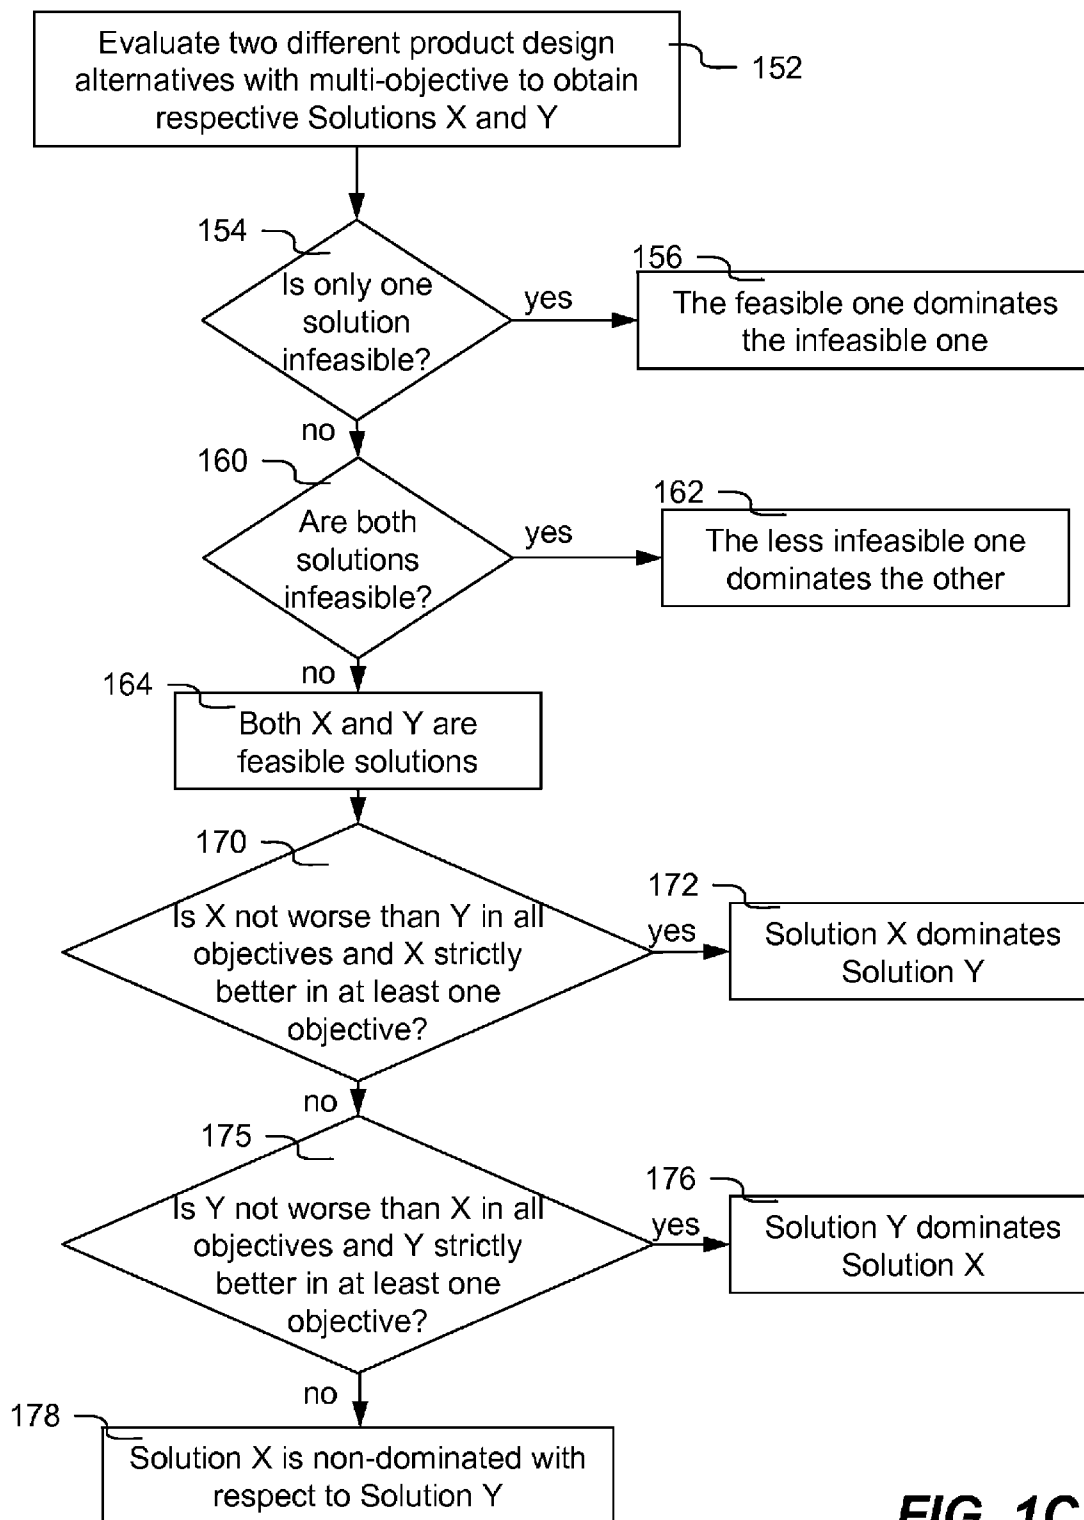 Evaluate two different product design
alternatives with multi-objective to obtain
respective Solutions X and Y
152
154
Is only one
solution
infeasible?
yes
156
The feasible one dominates
the infeasible one
no
160
Are both
solutions
infeasible?
yes
162
The less infeasible one
dominates the other
no
164
Both X and Y are
feasible solutions
170
Is X not worse than Y in all
objectives and X strictly
better in at least one
objective?
yes
172
Solution X dominates
Solution Y
no
175
Is Y not worse than X in all
objectives and Y strictly
better in at least one
objective?
yes
176
Solution Y dominates
Solution X
no
178
Solution X is non-dominated with
respect to Solution Y
FIG. 1C